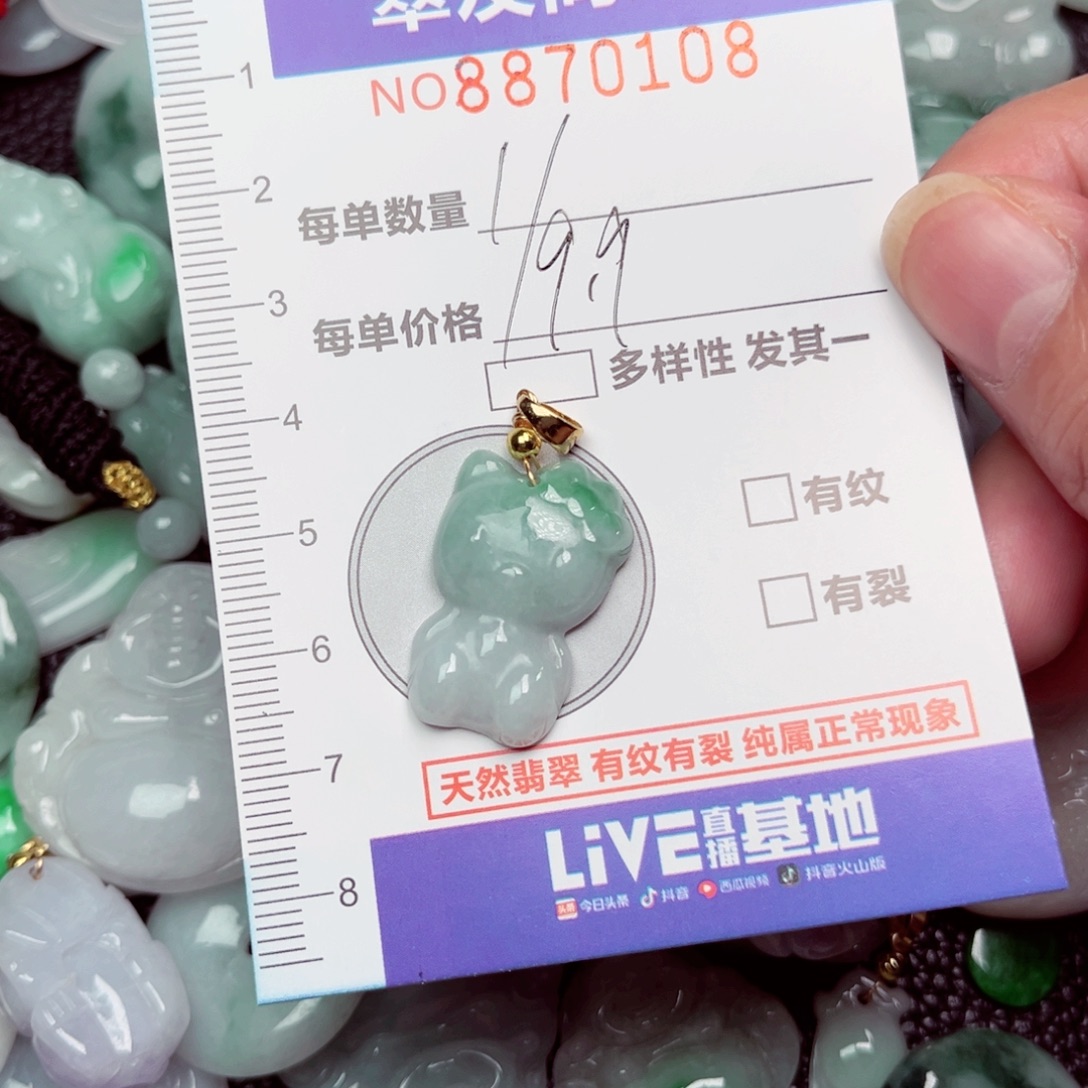 NO8870108
1
2
每单数量 1
3
每单价格 199.9
多样性 发其一
4
5
有纹
有裂
6
7
天然翡翠 有纹有裂 纯属正常现象
8
LiVE直播基地
头条 今日头条 抖音 西瓜视频 抖音火山版